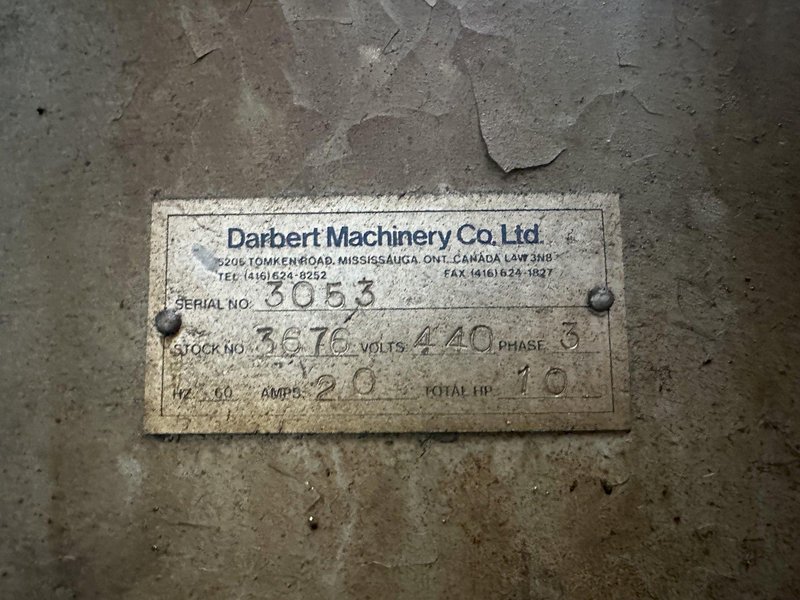 Darbert Machinery Co. Ltd.
5205 TOMKEN ROAD, MISSISSAUGA, ONT. CANADA L4W 3N8
TEL (416) 624-8252 FAX (416) 624-1827
SERIAL NO. 3053
STOCK NO. 3676 VOLTS 440 PHASE 3
HZ 60 AMPS. 20 TOTAL HP 10